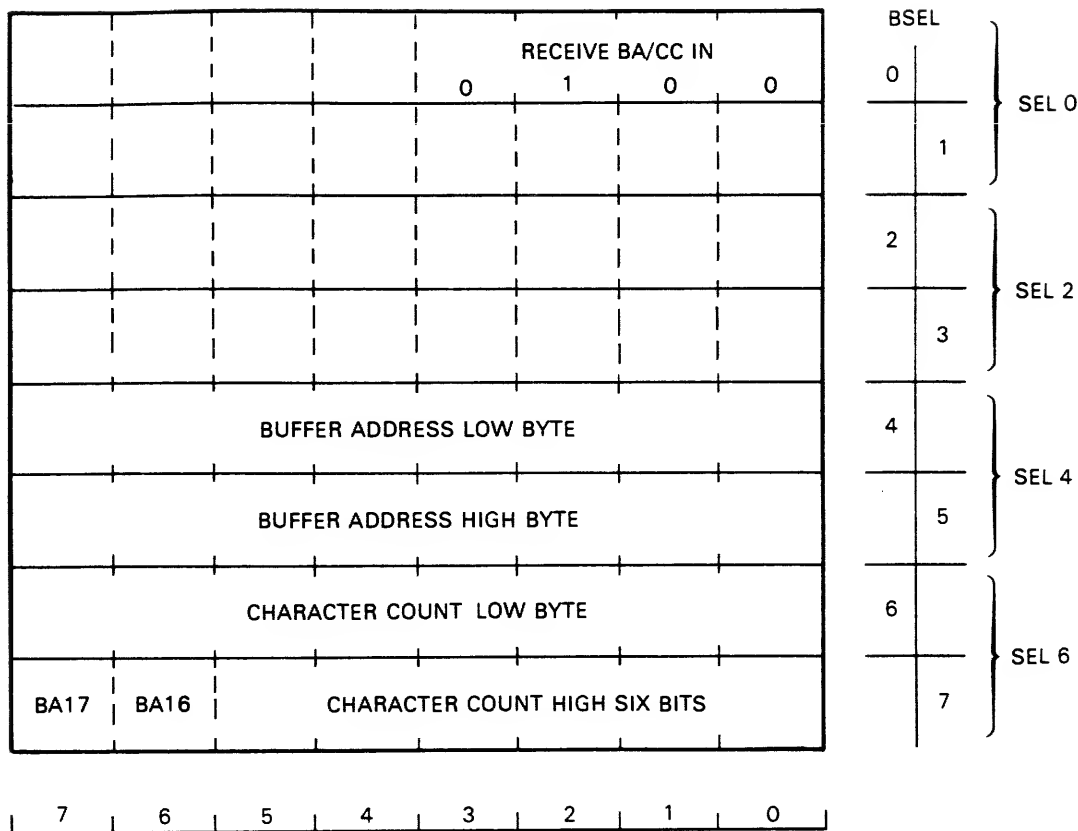 BSEL
RECEIVE BA/CC IN
0 1 0 0
0
SEL 0
1
2
SEL 2
3
BUFFER ADDRESS LOW BYTE
4
SEL 4
BUFFER ADDRESS HIGH BYTE
5
CHARACTER COUNT LOW BYTE
6
SEL 6
BA17 BA16 CHARACTER COUNT HIGH SIX BITS
7
7 6 5 4 3 2 1 0